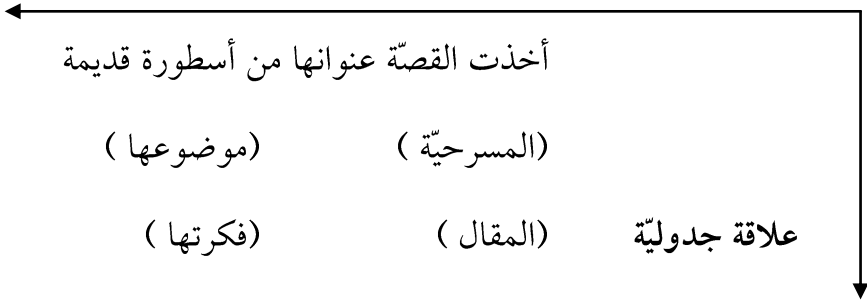 أخذت القصّة عنوانها من أسطورة قديمة
(المسرحيّة ) (موضوعها )
علاقة جدوليّة (المقال ) (فكرتها )